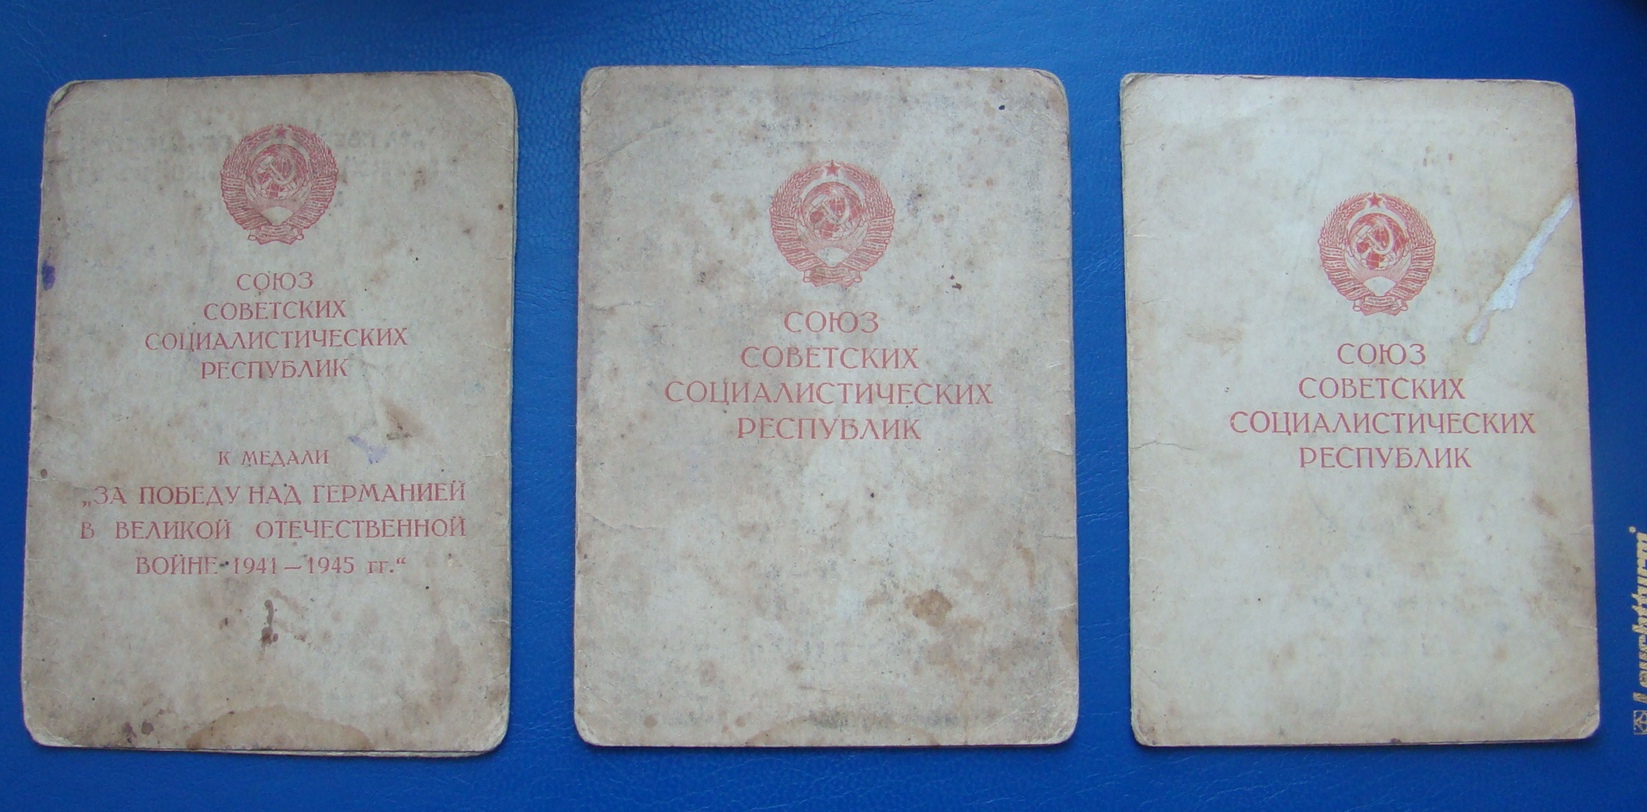 СОЮЗ
СОВЕТСКИХ
СОЦИАЛИСТИЧЕСКИХ
РЕСПУБЛИК
К МЕДАЛИ
„ЗА ПОБЕДУ НАД ГЕРМАНИЕЙ
В ВЕЛИКОЙ ОТЕЧЕСТВЕННОЙ
ВОЙНЕ 1941 — 1945 гг.“
СОЮЗ
СОВЕТСКИХ
СОЦИАЛИСТИЧЕСКИХ
РЕСПУБЛИК
СОЮЗ
СОВЕТСКИХ
СОЦИАЛИСТИЧЕСКИХ
РЕСПУБЛИК
Leuchtturm